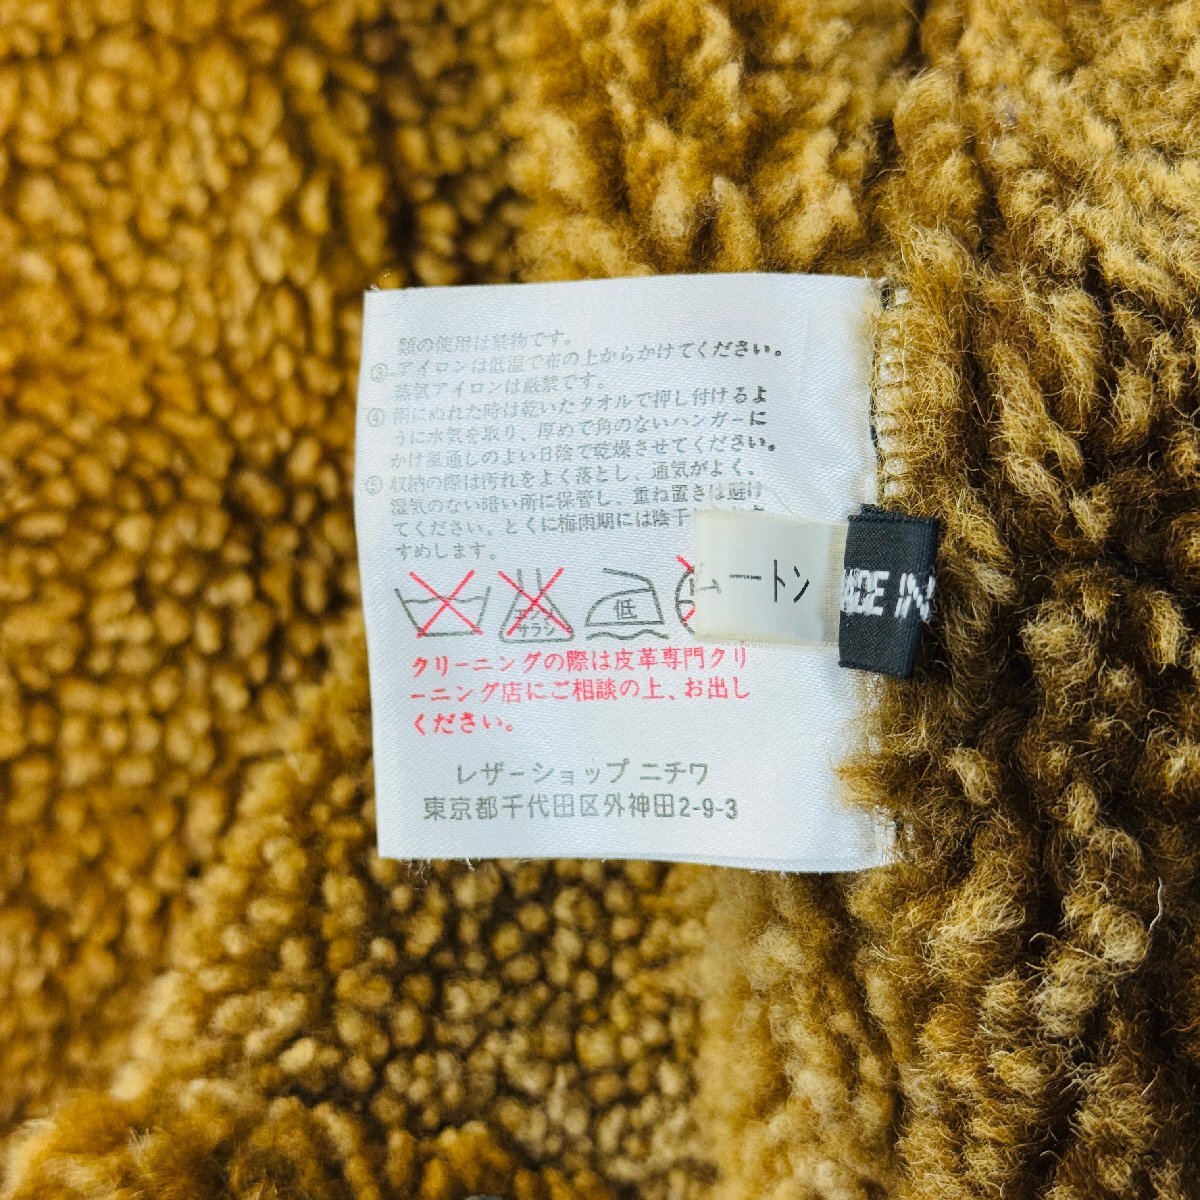 類の使用は禁物です。
③ アイロンは低温で布の上からかけてください。
蒸気アイロンは厳禁です。
④ 雨にぬれた時は乾いたタオルで押し付けるよ
うに水気を取り、厚めで角のないハンガーに
かけ風通しのよい日陰で乾燥させてください。
⑤ 収納の際は汚れをよく落とし、通気がよく、
湿気のない暗い所に保管し、重ね置きは避け
てください。とくに梅雨期には陰干
すめします。
エンソ
サラシ
低
ムートン
MADE IN
クリーニングの際は皮革専門クリ
ーニング店にご相談の上、お出し
ください。
レザーショップ ニチワ
東京都千代田区外神田2-9-3